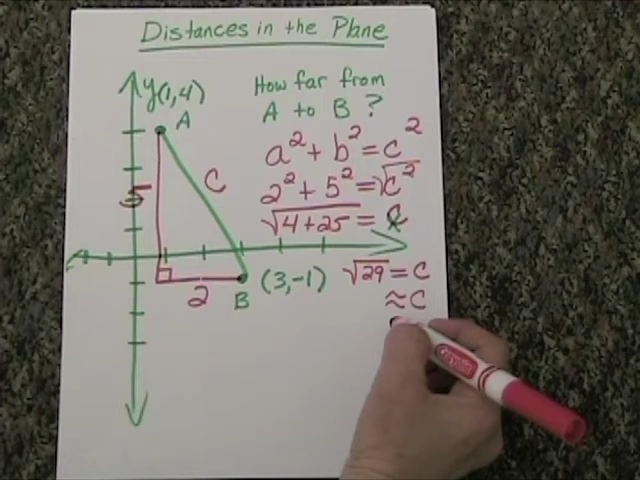 Distances in the Plane
y
(1,4)
A
How far from
A to B ?
a² + b² = c²
C
2² + 5² = √c²
5
√4+25 = c
√29 = C
2
B
(3,-1)
≈ C
Crayola